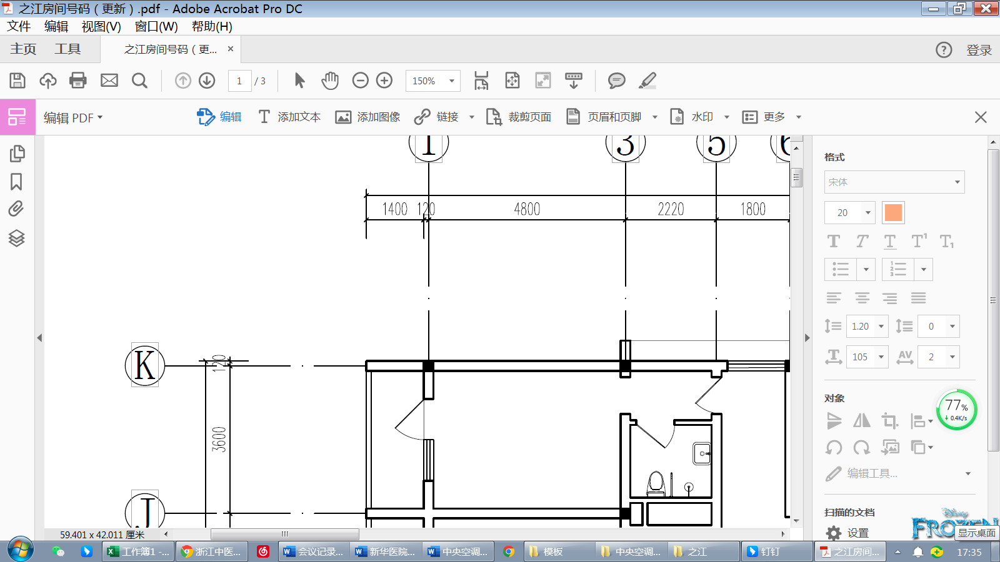 之江房间号码（更新）.pdf - Adobe Acrobat Pro DC
文件 编辑 视图(V) 窗口(W) 帮助(H)
主页 工具 之江房间号码（更... × 登录
1 / 3 150%
编辑 PDF 编辑 添加文本 添加图像 链接 裁剪页面 页眉和页脚 水印 更多
1 3 5 6
格式
宋体
1400 120 4800 2220 1800
20
1.20 0
105 2
K 120
对象
77% 0.4K/s
3600
编辑工具...
J
扫描的文档
Disney FROZEN
设置
显示桌面
59.401 x 42.011 厘米
工作簿1 -... 浙江中医... 会议记录... 新华医院... 中央空调... 模板 中央空调... 之江 钉钉 之江房间... 17:35